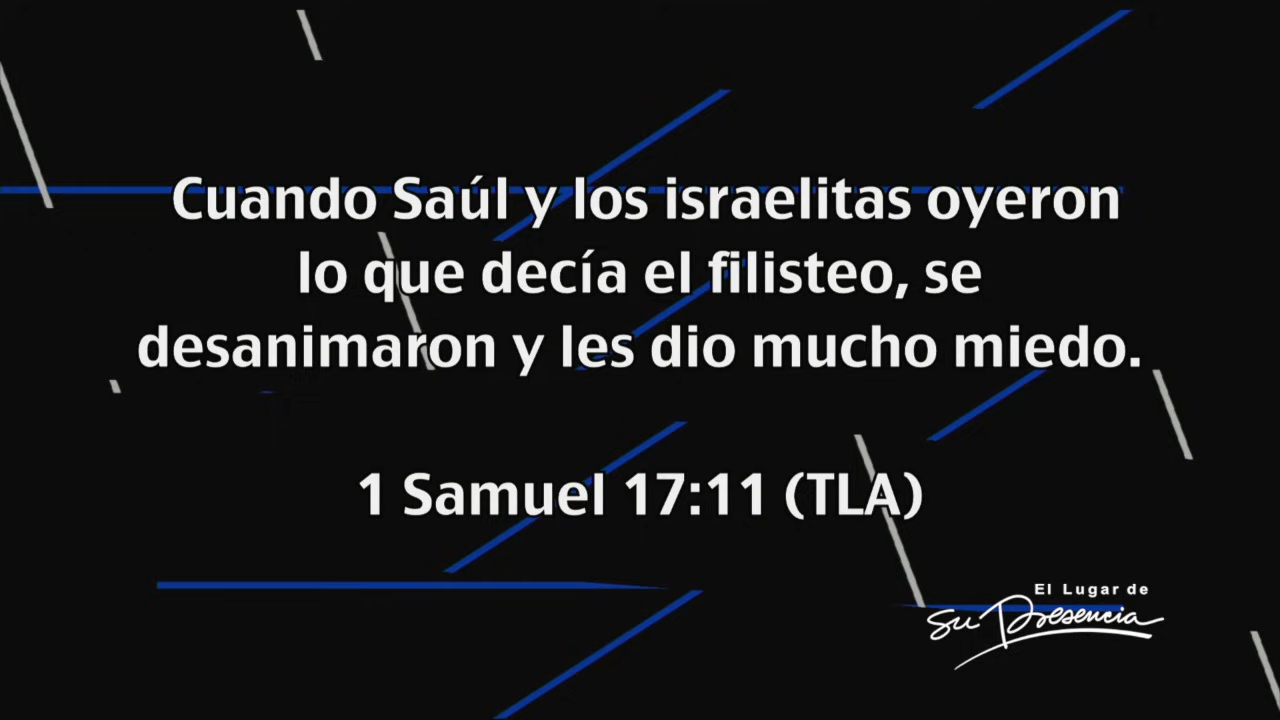 Cuando Saúl y los israelitas oyeron
lo que decía el filisteo, se
desanimaron y les dio mucho miedo.
1 Samuel 17:11 (TLA)
El Lugar de
Su Presencia